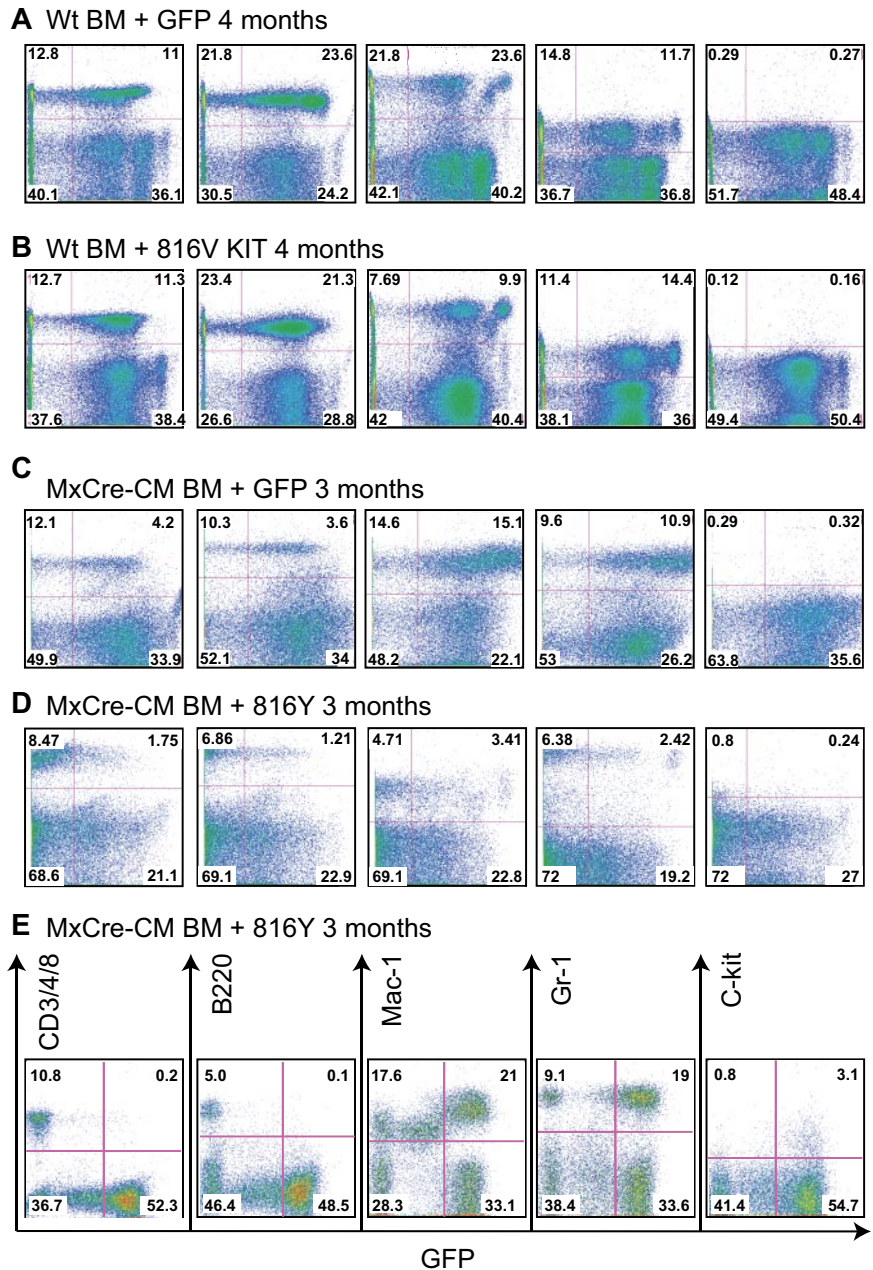 A Wt BM + GFP 4 months
12.8 11 21.8 23.6 21.8 23.6 14.8 11.7 0.29 0.27
40.1 36.1 30.5 24.2 42.1 40.2 36.7 36.8 51.7 48.4
B Wt BM + 816V KIT 4 months
12.7 11.3 23.4 21.3 7.69 9.9 11.4 14.4 0.12 0.16
37.6 38.4 26.6 28.8 42 40.4 38.1 36 49.4 50.4
C
MxCre-CM BM + GFP 3 months
12.1 4.2 10.3 3.6 14.6 15.1 9.6 10.9 0.29 0.32
49.9 33.9 52.1 34 48.2 22.1 53 26.2 63.8 35.6
D MxCre-CM BM + 816Y 3 months
8.47 1.75 6.86 1.21 4.71 3.41 6.38 2.42 0.8 0.24
68.6 21.1 69.1 22.9 69.1 22.8 72 19.2 72 27
E MxCre-CM BM + 816Y 3 months
CD3/4/8 B220 Mac-1 Gr-1 C-kit
10.8 0.2 5.0 0.1 17.6 21 9.1 19 0.8 3.1
36.7 52.3 46.4 48.5 28.3 33.1 38.4 33.6 41.4 54.7
GFP